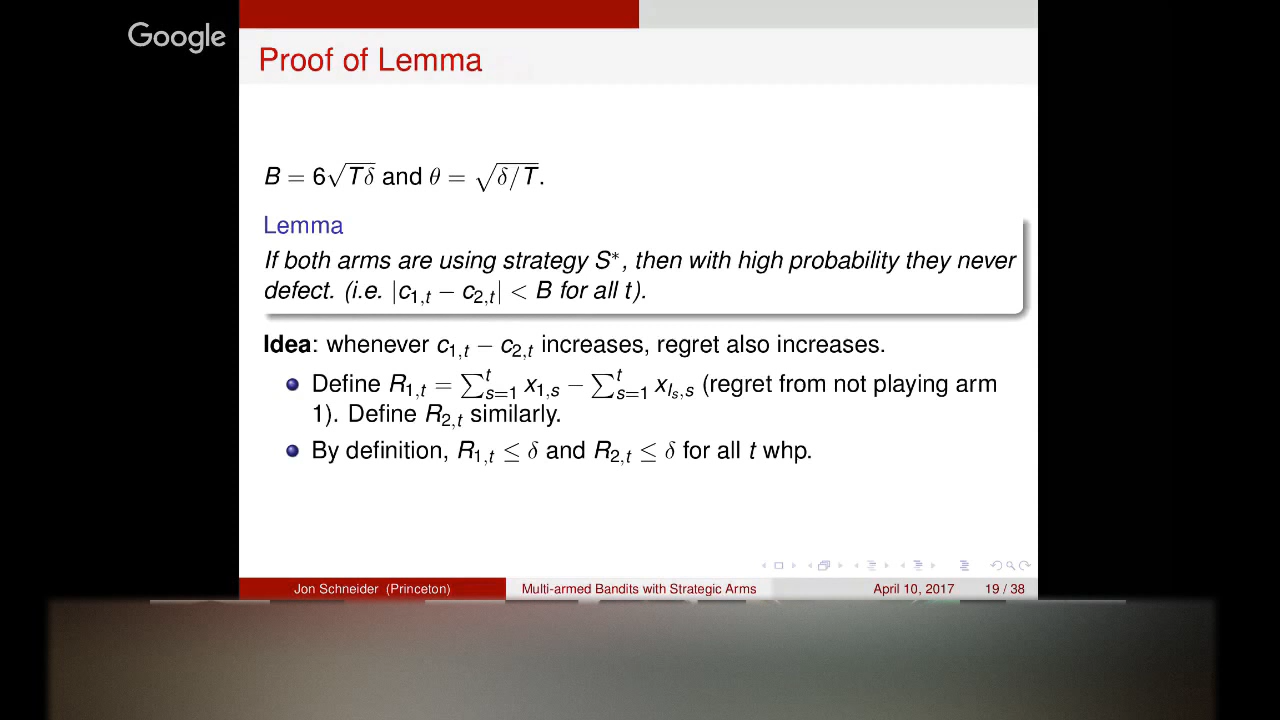 Google
Proof of Lemma
B = 6√Tδ and θ = √δ/T.
Lemma
If both arms are using strategy S*, then with high probability they never
defect. (i.e. |c₁,t − c₂,t| < B for all t).
Idea: whenever c₁,t − c₂,t increases, regret also increases.
Define R₁,t = ∑ᵗₛ₌₁ x₁,s − ∑ᵗₛ₌₁ x_Iₛ,s (regret from not playing arm
1). Define R₂,t similarly.
By definition, R₁,t ≤ δ and R₂,t ≤ δ for all t whp.
Jon Schneider (Princeton) Multi-armed Bandits with Strategic Arms April 10, 2017 19 / 38